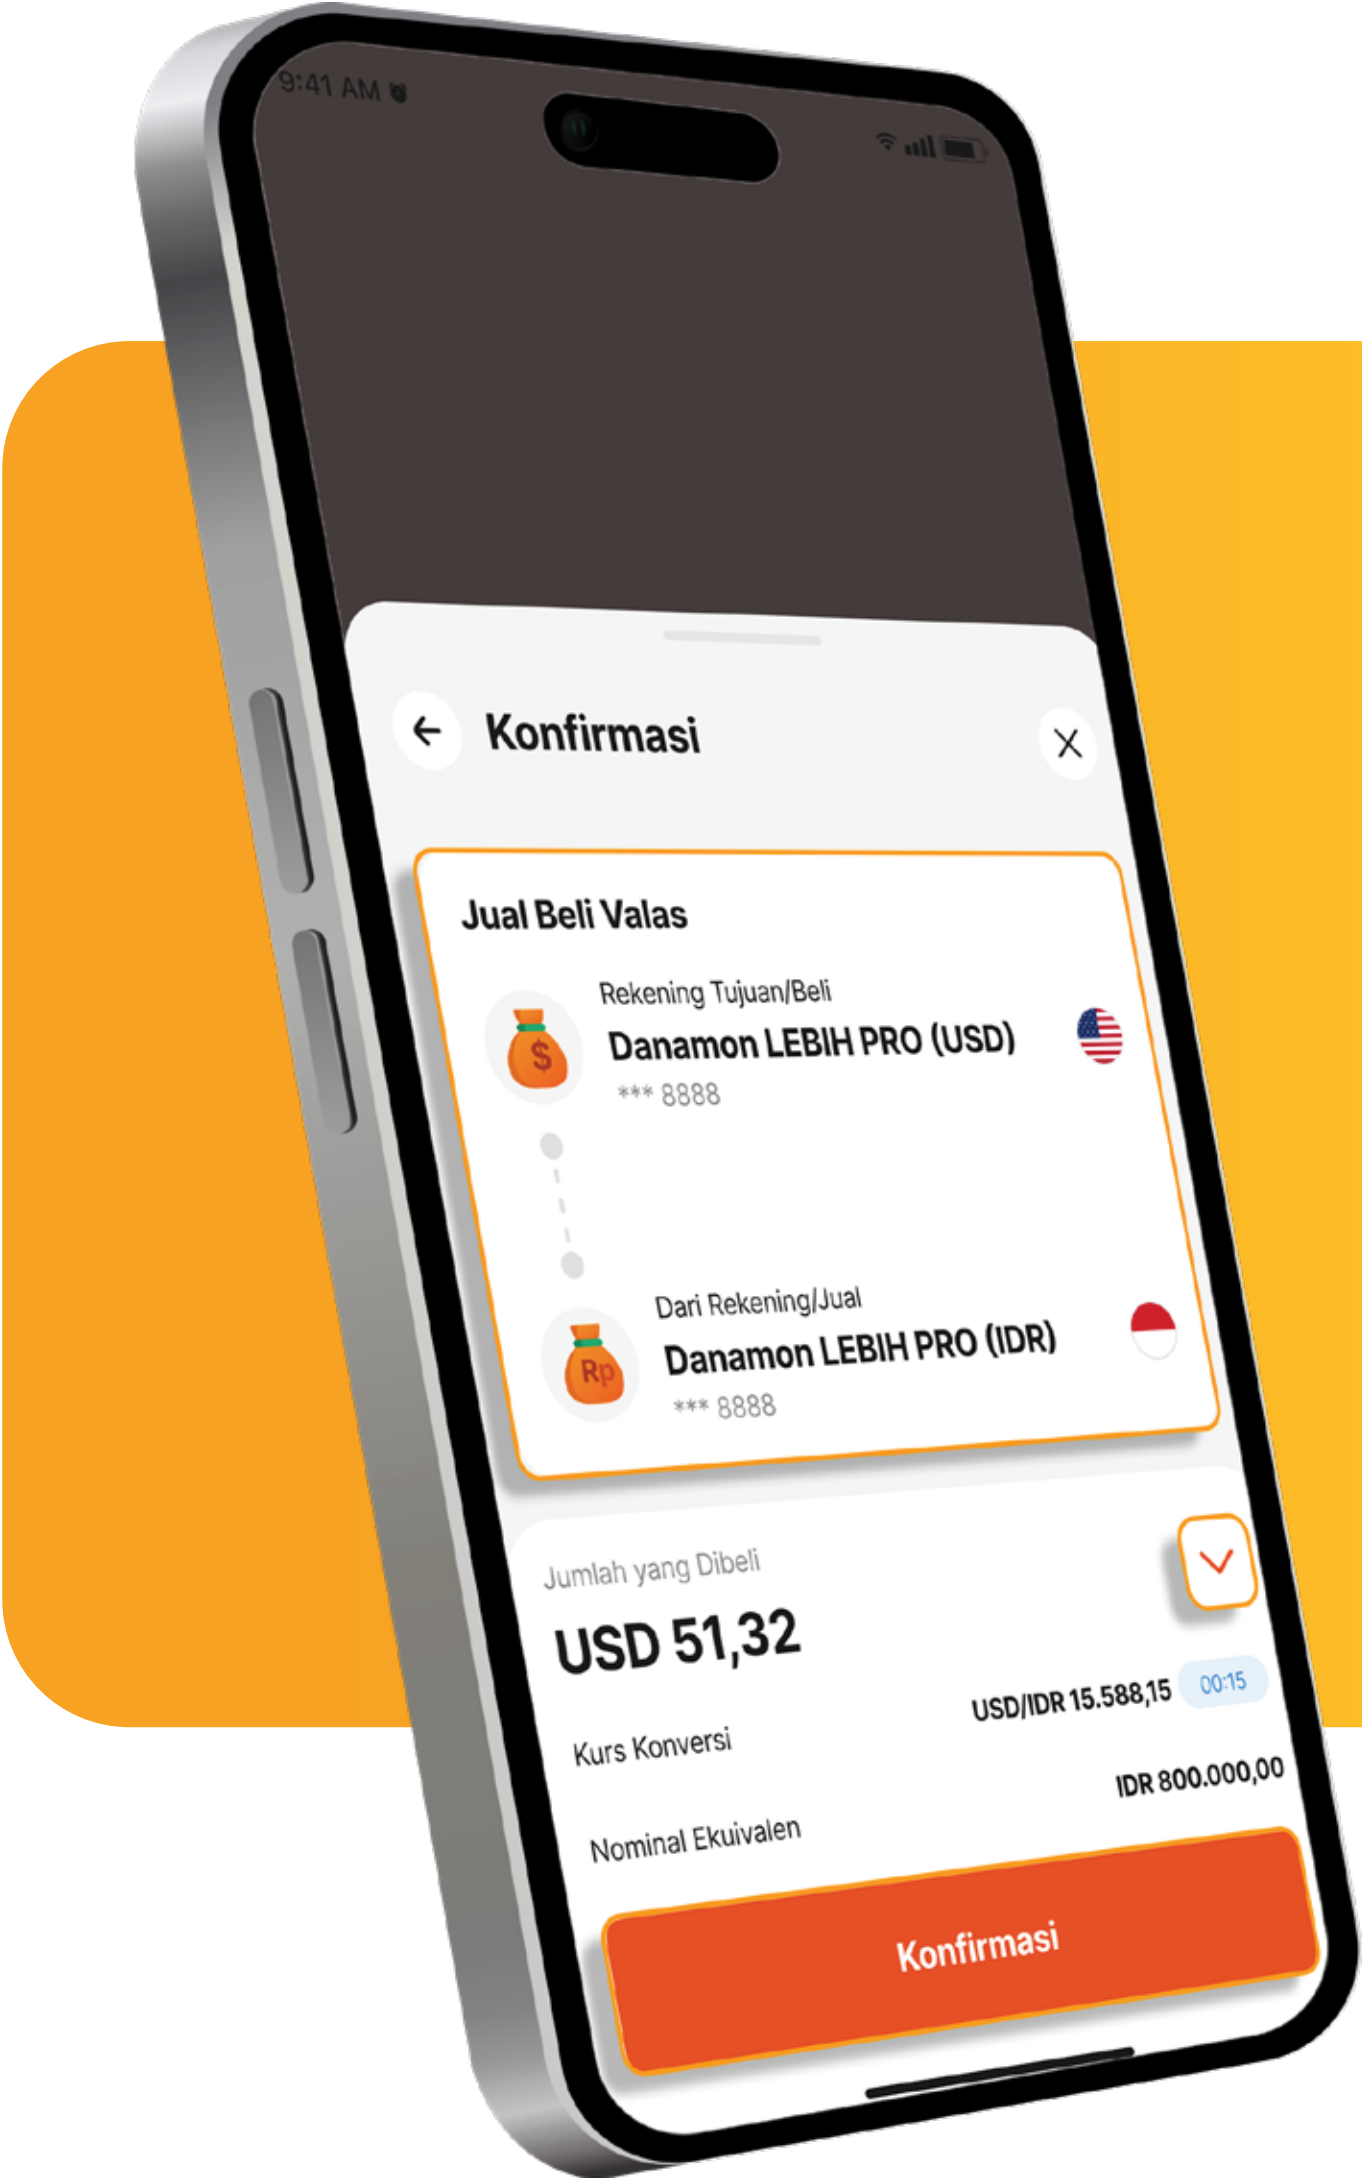 9:41 AM
Konfirmasi
Jual Beli Valas
Rekening Tujuan/Beli
$
Danamon LEBIH PRO (USD)
*** 8888
Dari Rekening/Jual
Rp
Danamon LEBIH PRO (IDR)
*** 8888
Jumlah yang Dibeli
USD 51,32
Kurs Konversi USD/IDR 15.588,15 00:15
Nominal Ekuivalen IDR 800.000,00
Konfirmasi